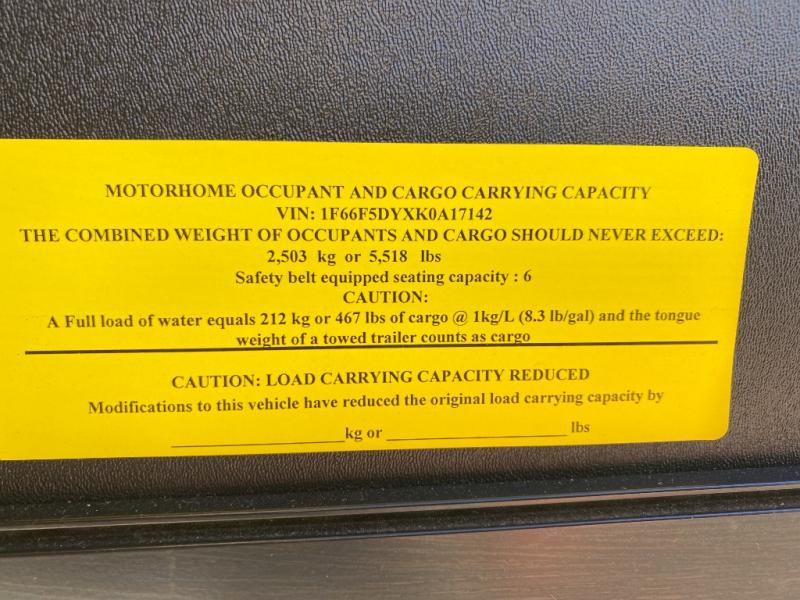 MOTORHOME OCCUPANT AND CARGO CARRYING CAPACITY
VIN: 1F66F5DYXK0A17142
THE COMBINED WEIGHT OF OCCUPANTS AND CARGO SHOULD NEVER EXCEED:
2,503 kg or 5,518 lbs
Safety belt equipped seating capacity : 6
CAUTION:
A Full load of water equals 212 kg or 467 lbs of cargo @ 1kg/L (8.3 lb/gal) and the tongue
weight of a towed trailer counts as cargo
CAUTION: LOAD CARRYING CAPACITY REDUCED
Modifications to this vehicle have reduced the original load carrying capacity by
____________________kg or _____________________ lbs